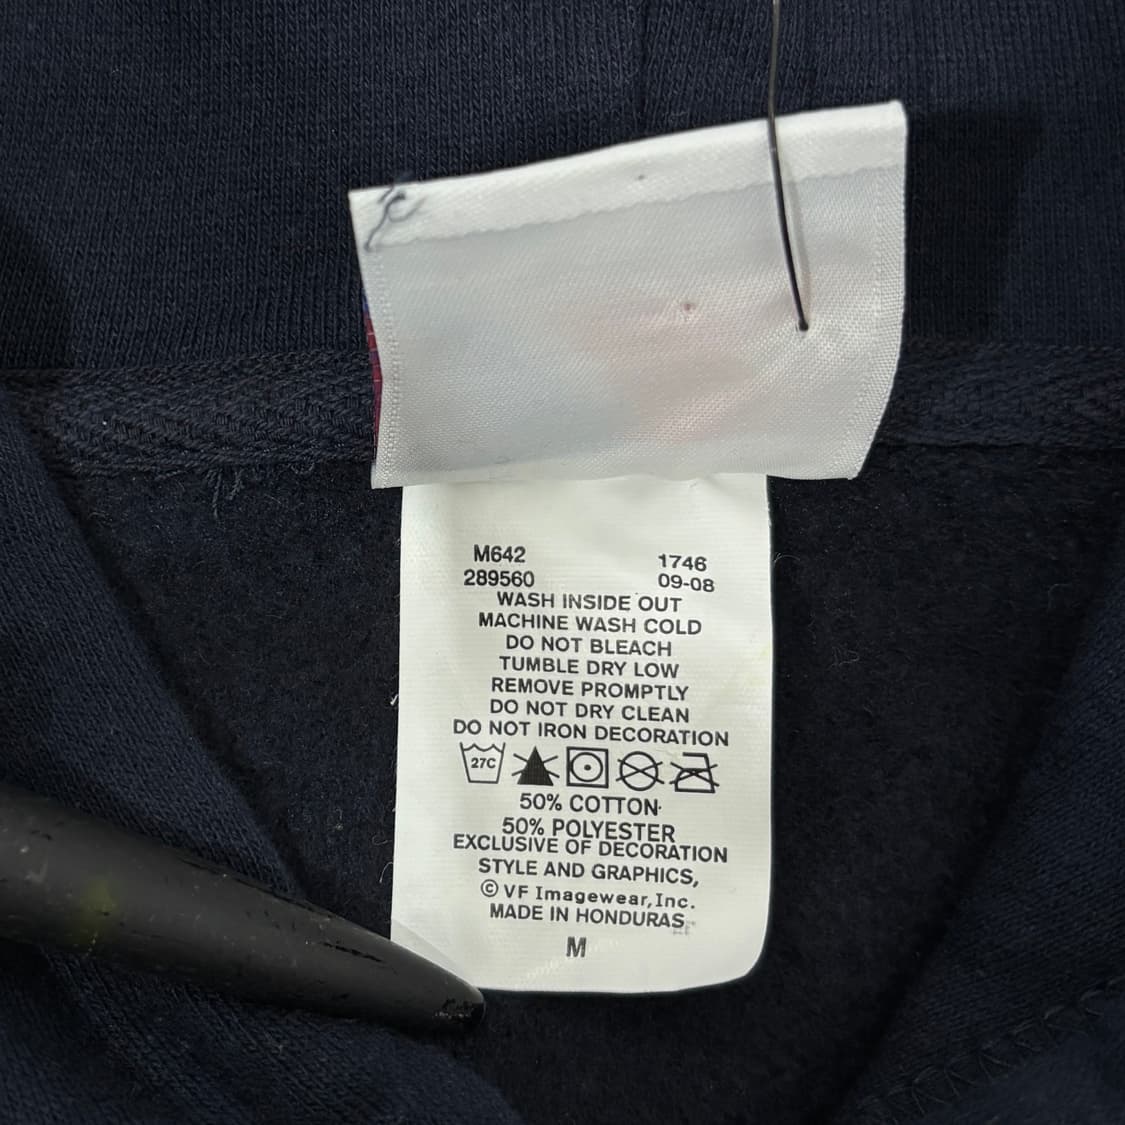 M642 1746
289560 09-08
WASH INSIDE OUT
MACHINE WASH COLD
DO NOT BLEACH
TUMBLE DRY LOW
REMOVE PROMPTLY
DO NOT DRY CLEAN
DO NOT IRON DECORATION
27C
50% COTTON
50% POLYESTER
EXCLUSIVE OF DECORATION
STYLE AND GRAPHICS,
© VF Imagewear, Inc.
MADE IN HONDURAS
M